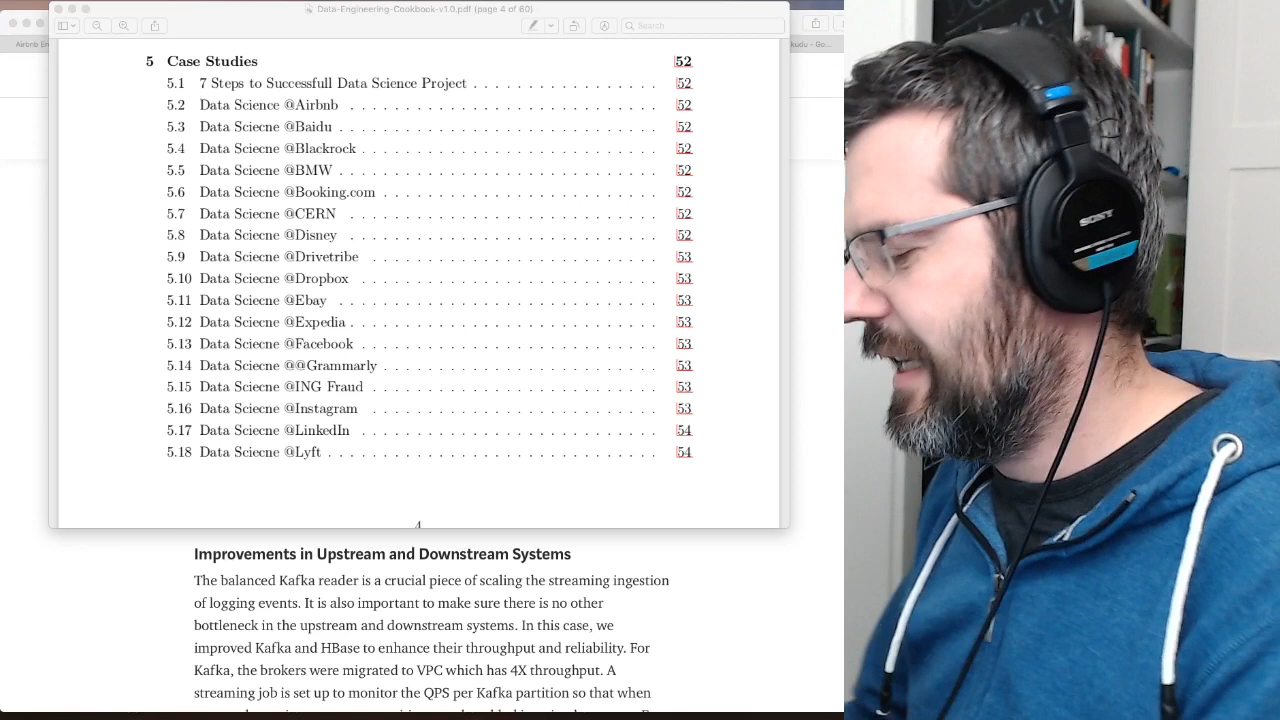 Data-Engineering-Cookbook-v1.0.pdf (page 4 of 60)
Search
Airbnb En
kudu - Go...
5 Case Studies 52
5.1 7 Steps to Successfull Data Science Project 52
5.2 Data Science @Airbnb 52
5.3 Data Sciecne @Baidu 52
5.4 Data Sciecne @Blackrock 52
5.5 Data Sciecne @BMW 52
5.6 Data Sciecne @Booking.com 52
5.7 Data Sciecne @CERN 52
5.8 Data Sciecne @Disney 52
5.9 Data Sciecne @Drivetribe 53
5.10 Data Sciecne @Dropbox 53
5.11 Data Sciecne @Ebay 53
5.12 Data Sciecne @Expedia 53
5.13 Data Sciecne @Facebook 53
5.14 Data Sciecne @@Grammarly 53
5.15 Data Sciecne @ING Fraud 53
5.16 Data Sciecne @Instagram 53
5.17 Data Sciecne @LinkedIn 54
5.18 Data Sciecne @Lyft 54
4
Improvements in Upstream and Downstream Systems
The balanced Kafka reader is a crucial piece of scaling the streaming ingestion
of logging events. It is also important to make sure there is no other
bottleneck in the upstream and downstream systems. In this case, we
improved Kafka and HBase to enhance their throughput and reliability. For
Kafka, the brokers were migrated to VPC which has 4X throughput. A
streaming job is set up to monitor the QPS per Kafka partition so that when
SONY